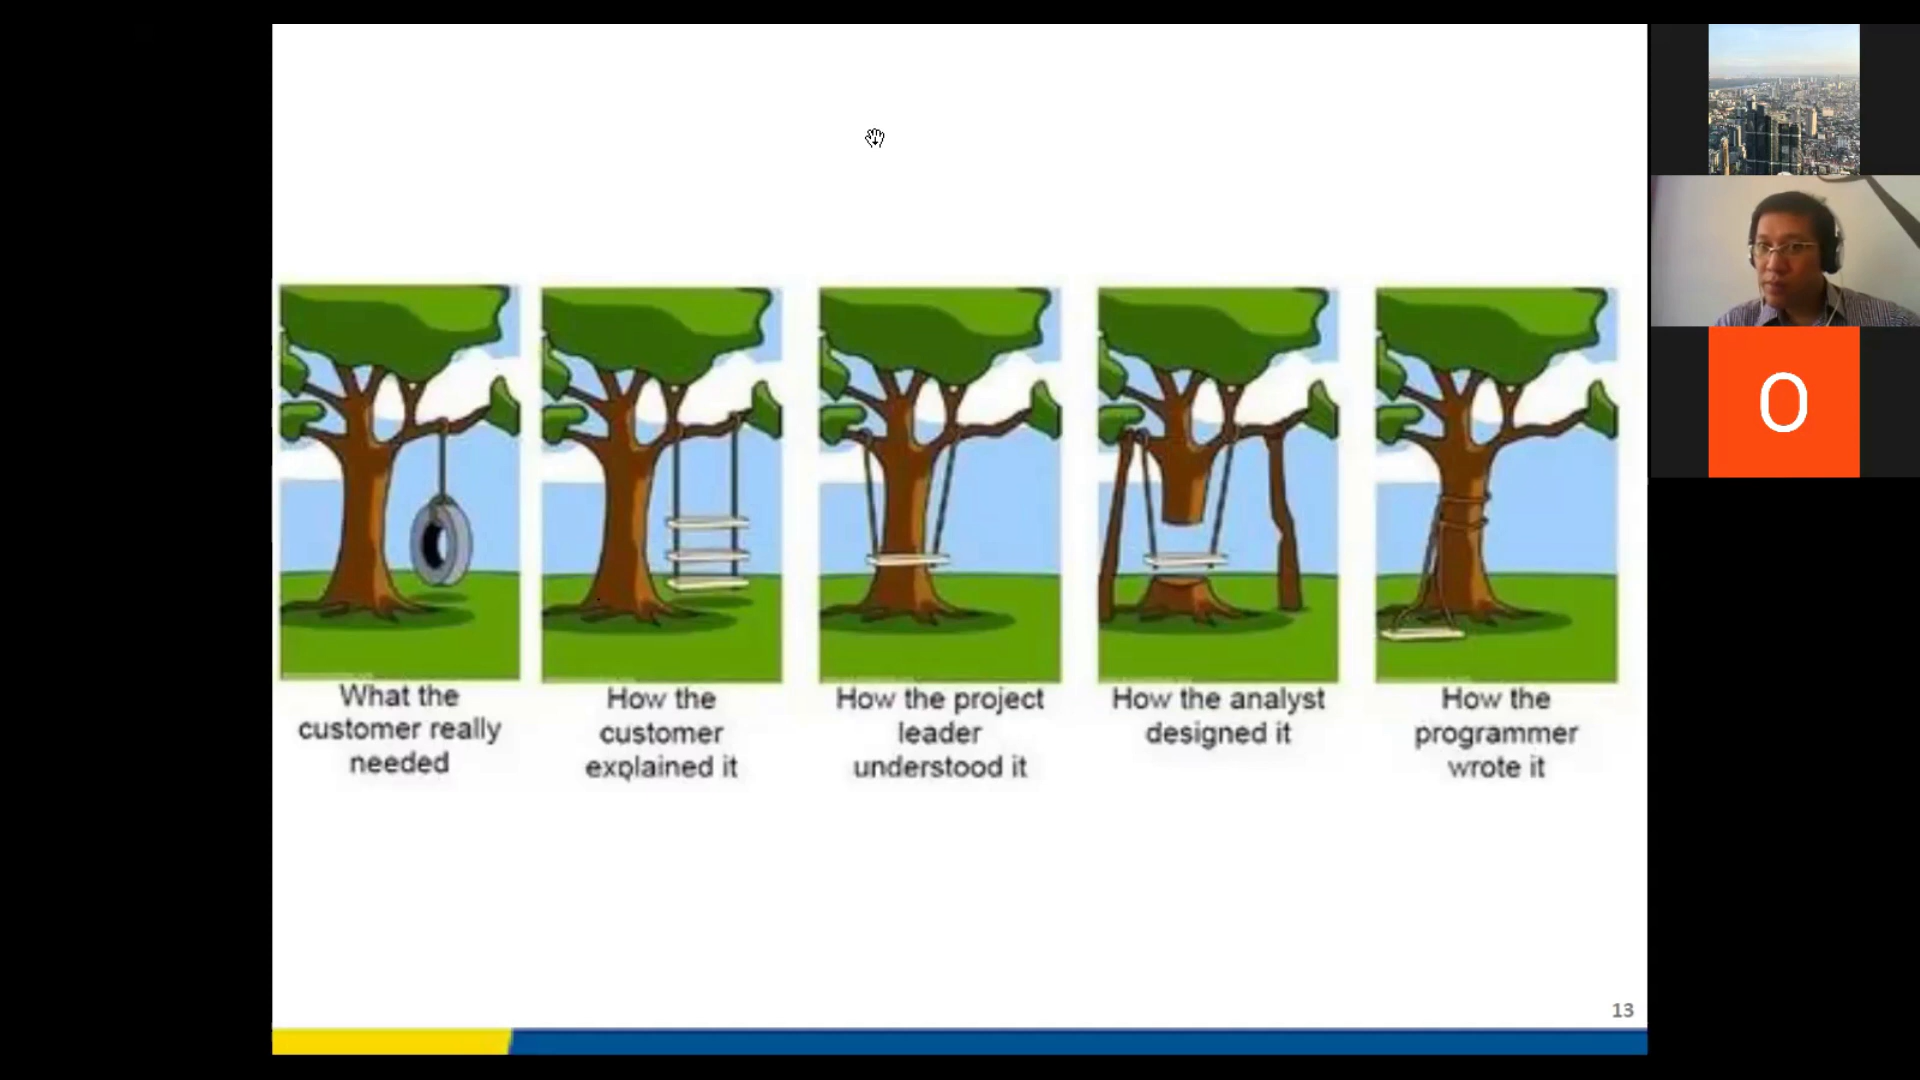 What the
customer really
needed
How the
customer
explained it
How the project
leader
understood it
How the analyst
designed it
How the
programmer
wrote it
13
O